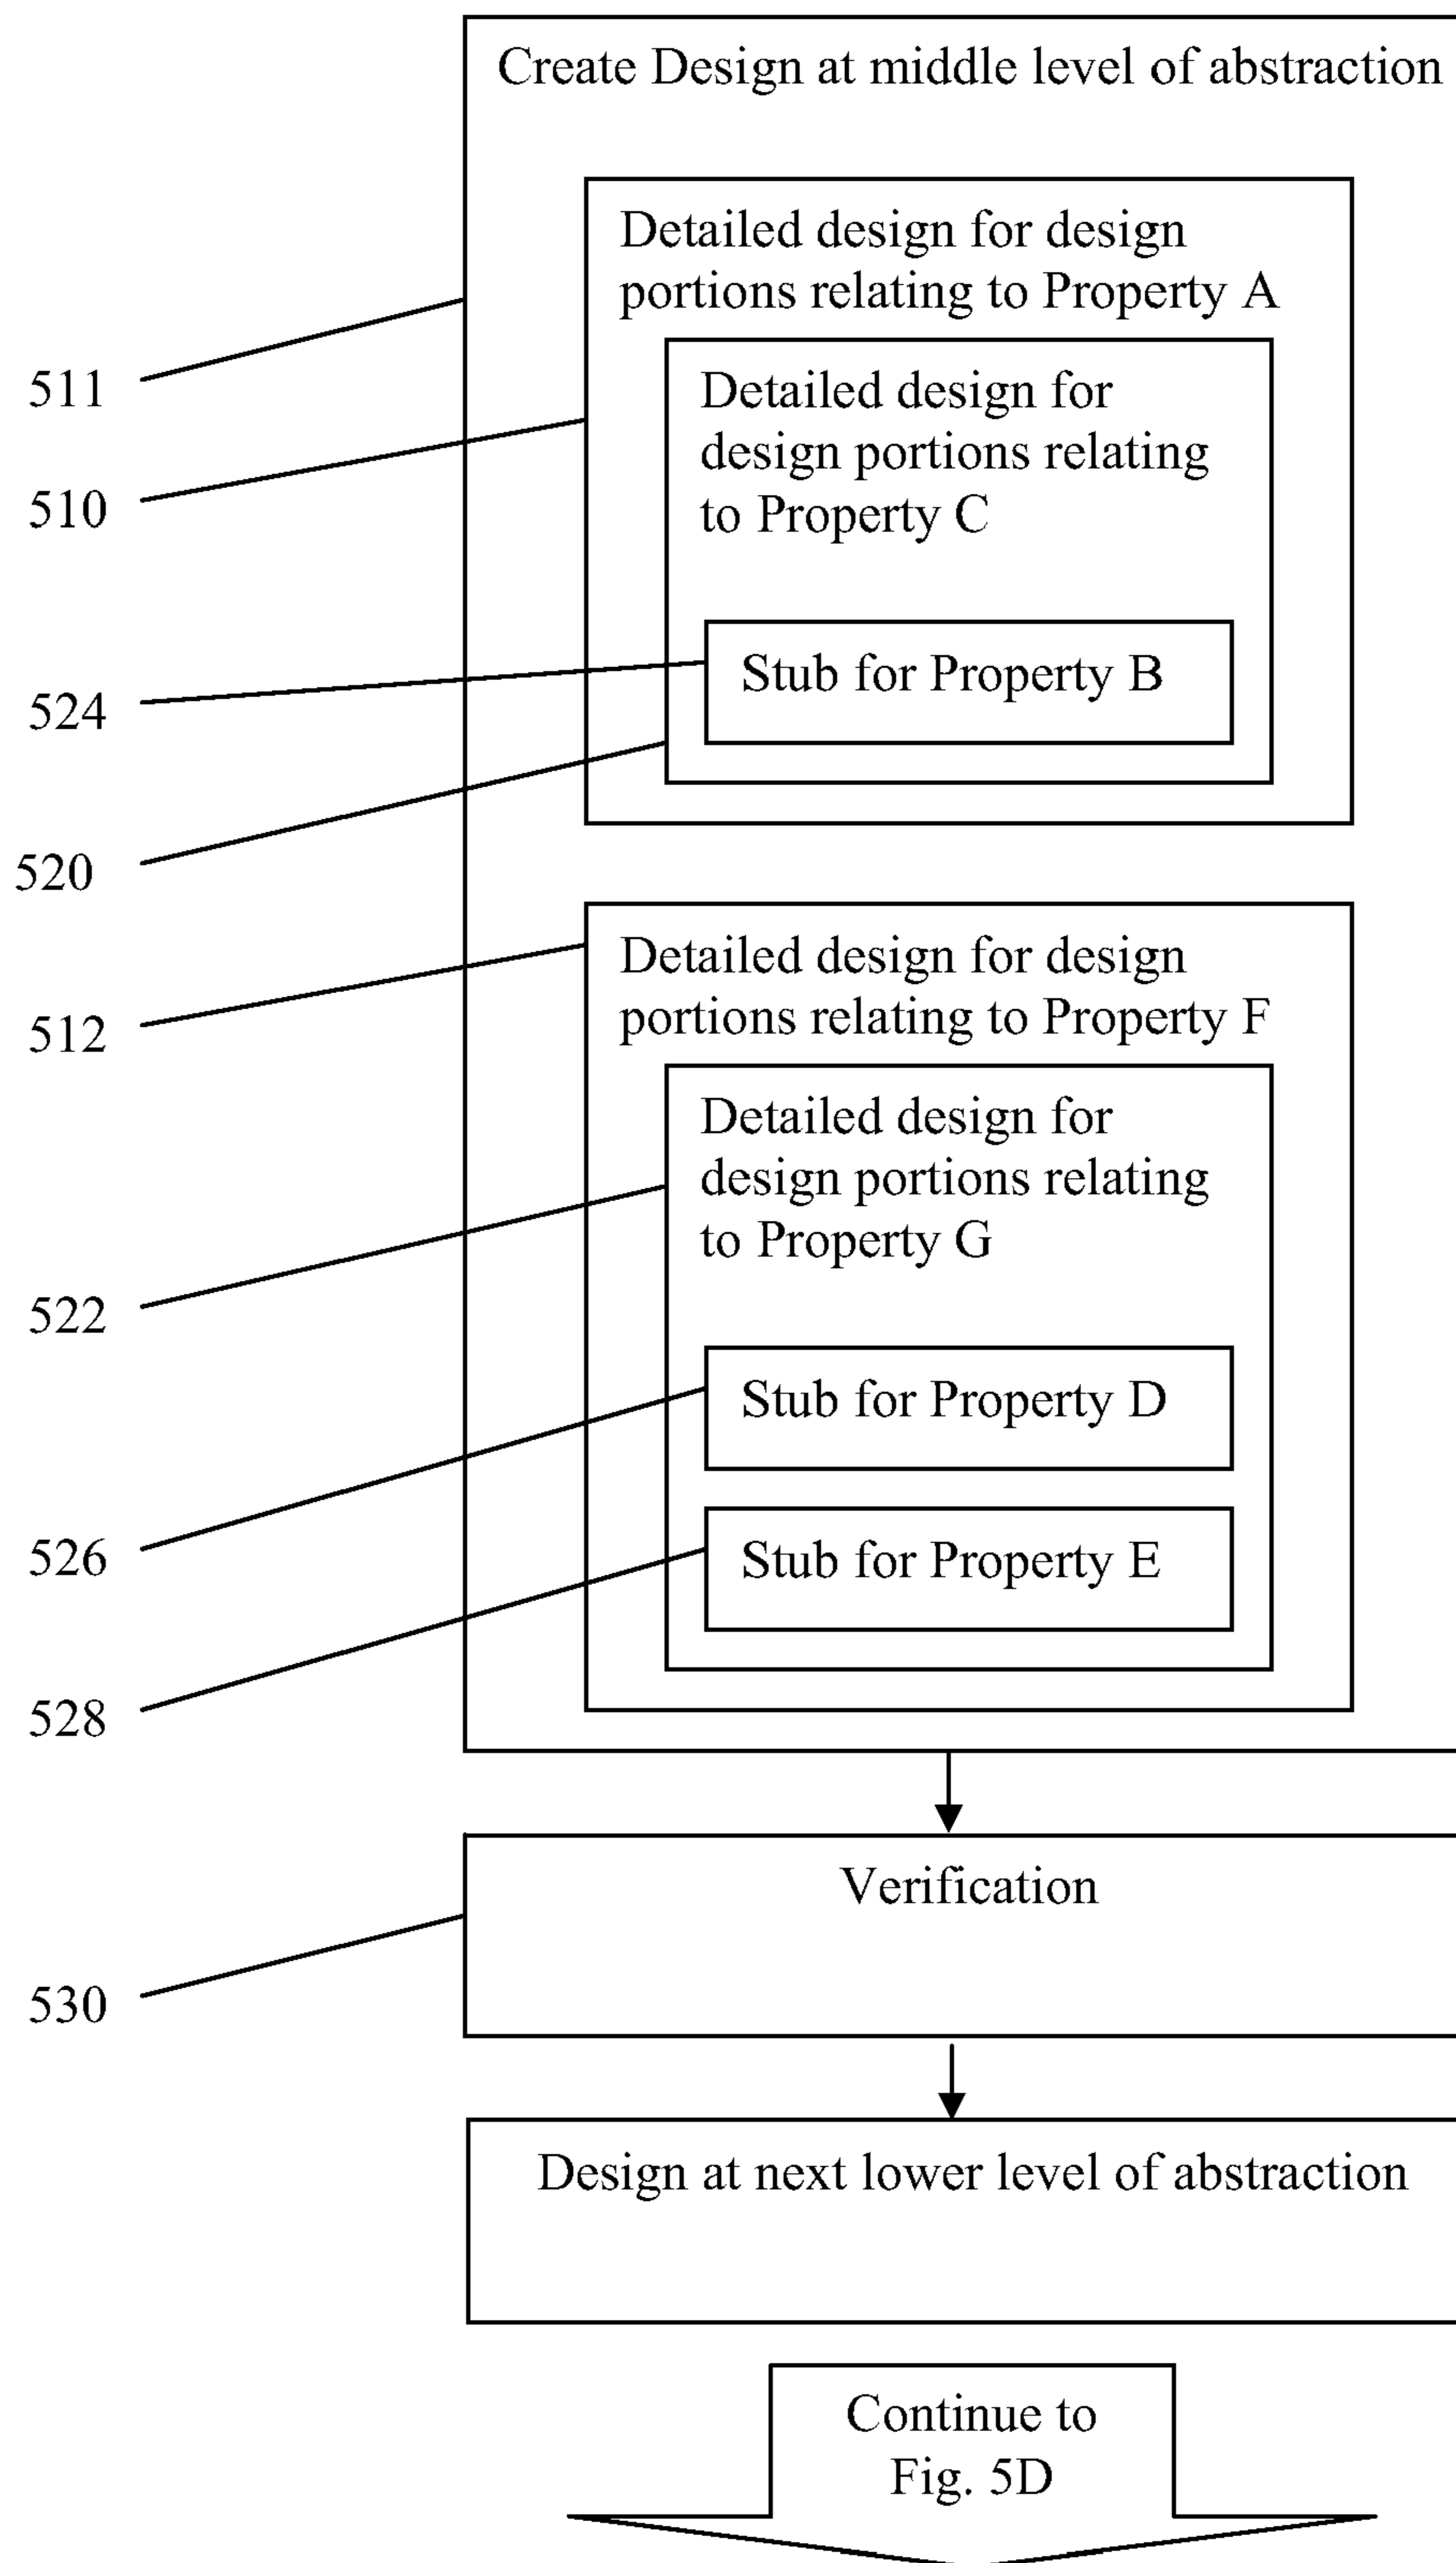 Create Design at middle level of abstraction
Detailed design for design
portions relating to Property A
511
Detailed design for
design portions relating
to Property C
510
Stub for Property B
524
520
Detailed design for design
portions relating to Property F
512
Detailed design for
design portions relating
to Property G
522
Stub for Property D
526
Stub for Property E
528
Verification
530
Design at next lower level of abstraction
Continue to
Fig. 5D